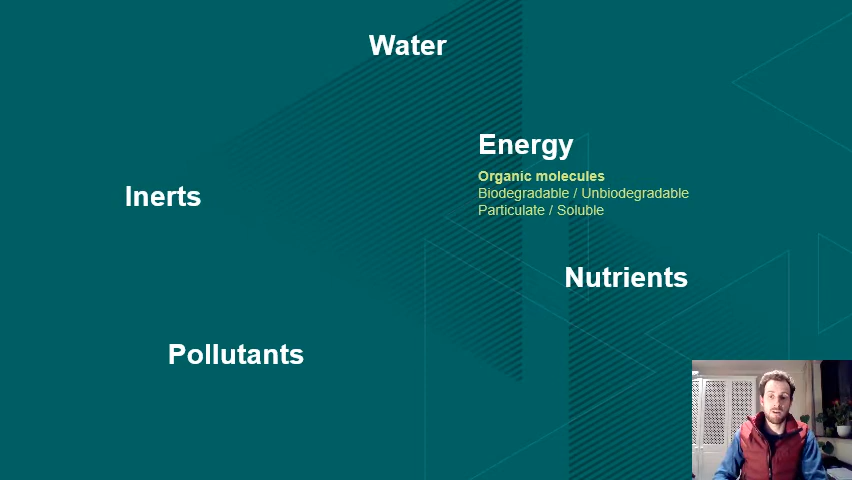 Water
Energy
Organic molecules
Biodegradable / Unbiodegradable
Particulate / Soluble
Inerts
Nutrients
Pollutants